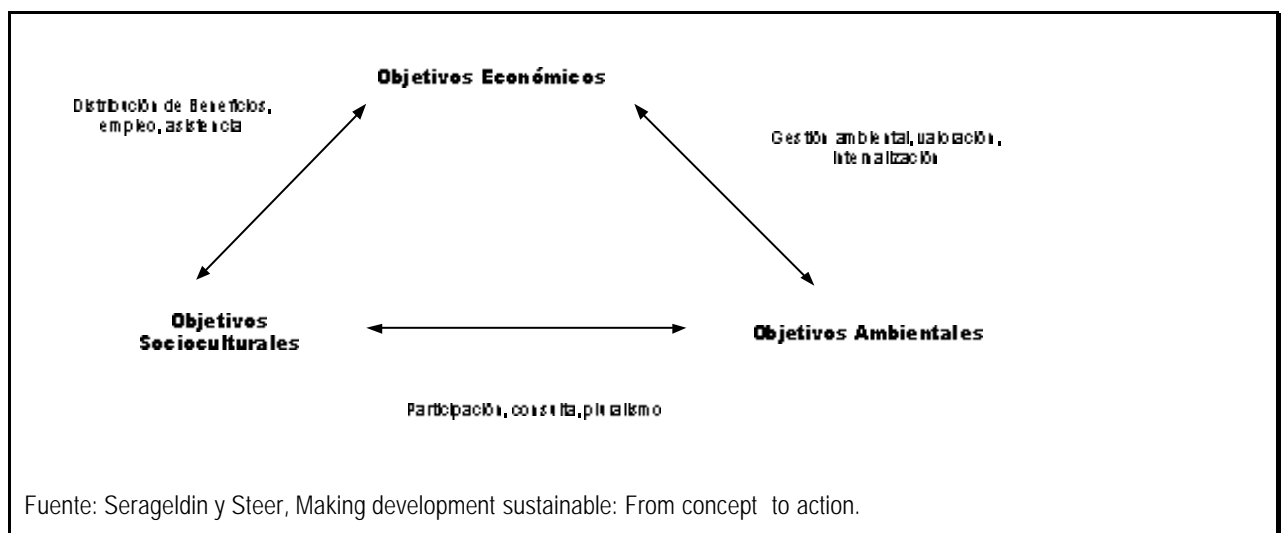 Objetivos Económicos
Distribución de Beneficios,
empleo, asistencia
Gestión ambiental, valoración,
internalización
Objetivos
Socioculturales
Objetivos Ambientales
Participación, consulta, pluralismo
Fuente: Serageldin y Steer, Making development sustainable: From concept to action.